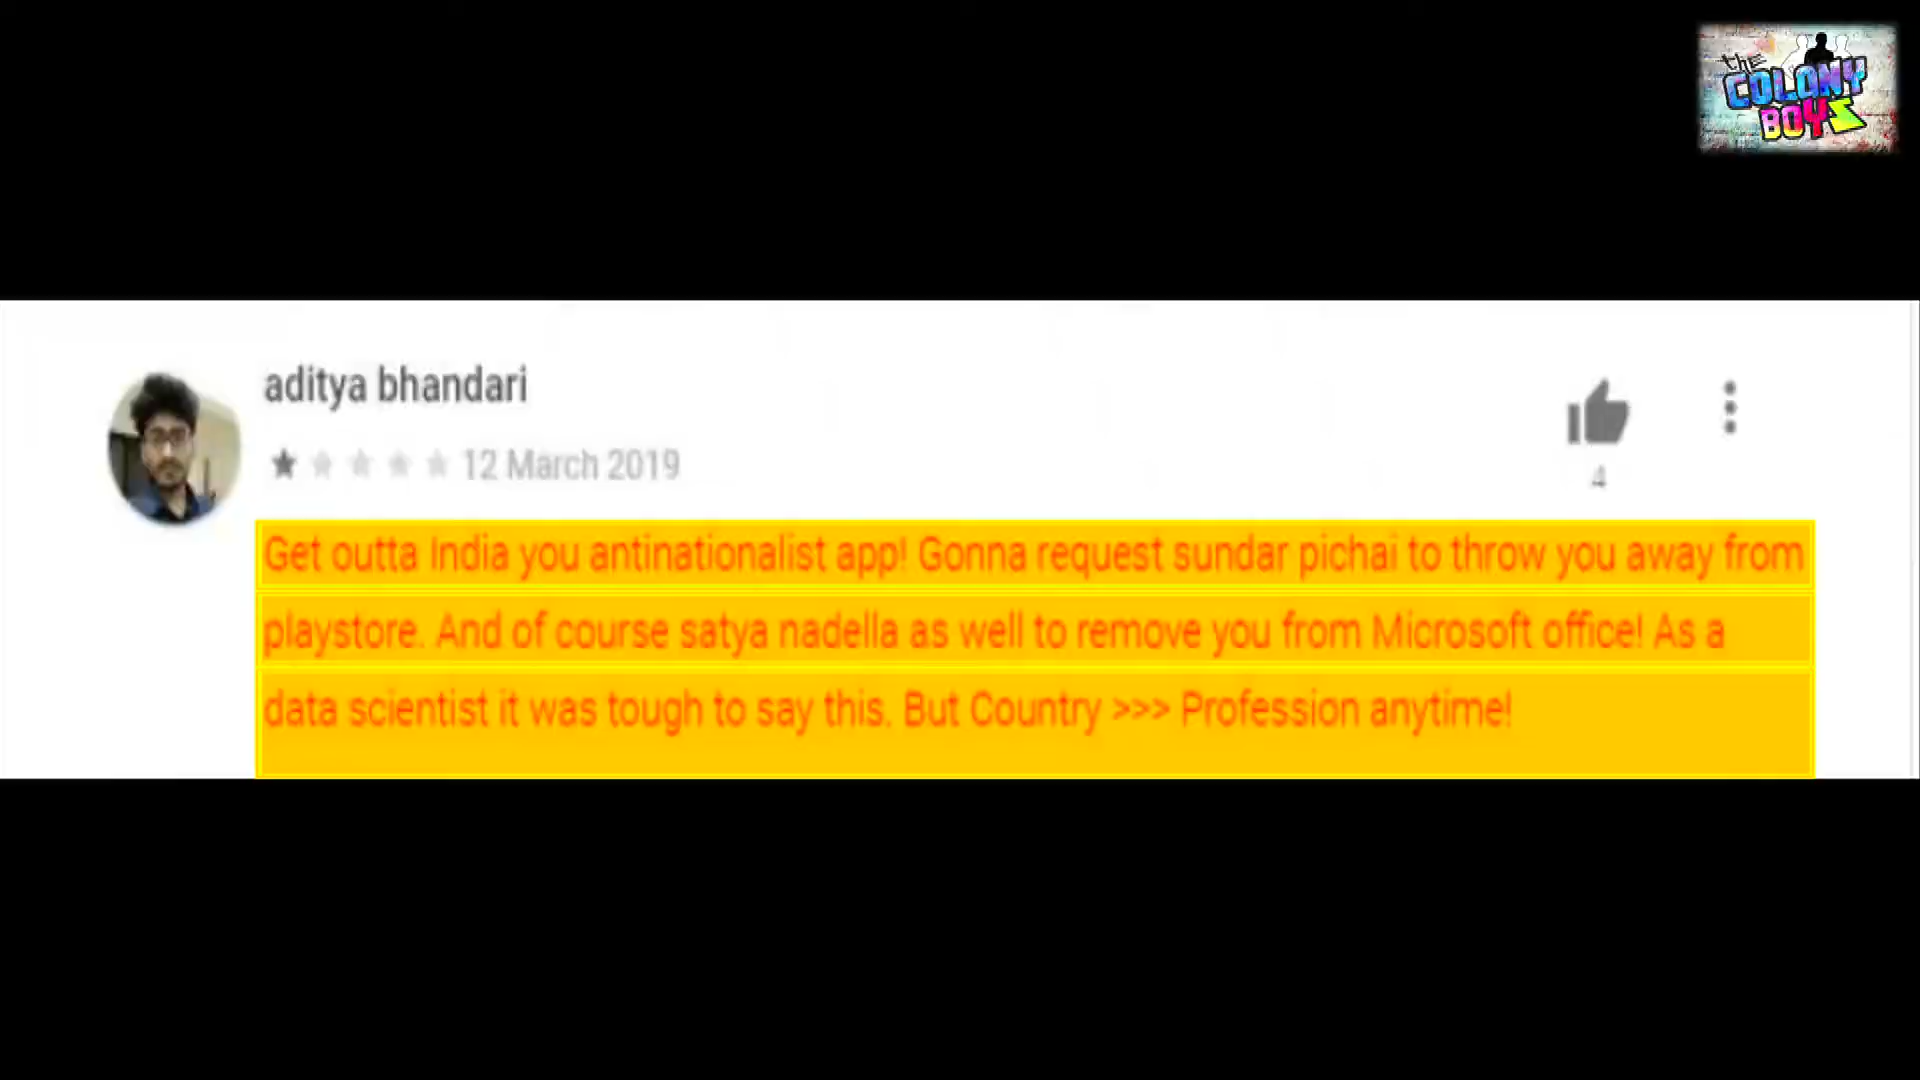 the
COLONY
BOYS
aditya bhandari
12 March 2019
4
Get outta India you antinationalist app! Gonna request sundar pichai to throw you away from
playstore. And of course satya nadella as well to remove you from Microsoft office! As a
data scientist it was tough to say this. But Country >>> Profession anytime!